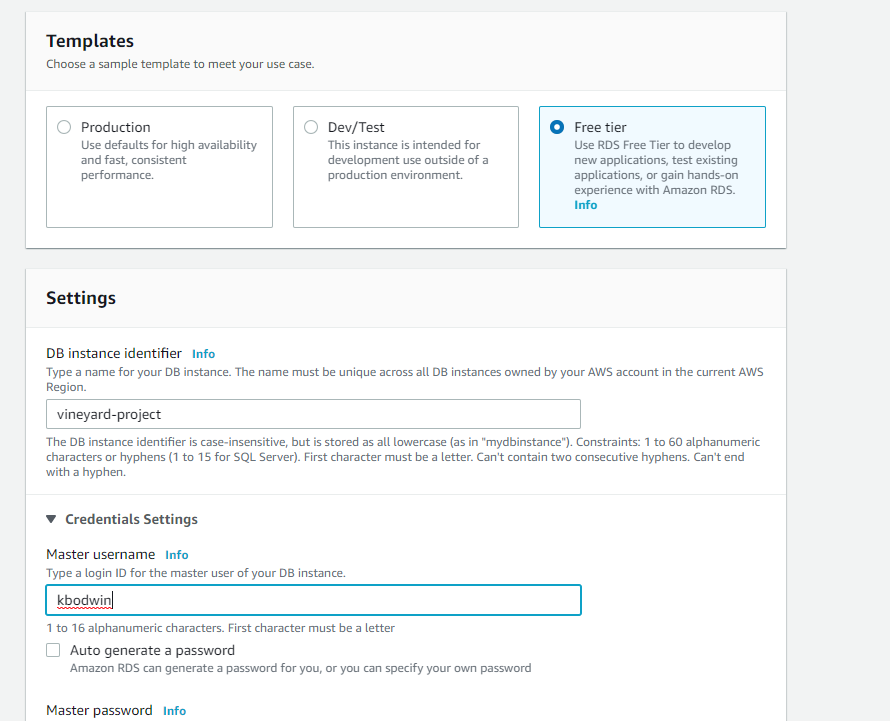 Templates
Choose a sample template to meet your use case.
Production
Use defaults for high availability
and fast, consistent
performance.
Dev/Test
This instance is intended for
development use outside of a
production environment.
Free tier
Use RDS Free Tier to develop
new applications, test existing
applications, or gain hands-on
experience with Amazon RDS.
Info
Settings
DB instance identifier Info
Type a name for your DB instance. The name must be unique across all DB instances owned by your AWS account in the current AWS
Region.
vineyard-project
The DB instance identifier is case-insensitive, but is stored as all lowercase (as in "mydbinstance"). Constraints: 1 to 60 alphanumeric
characters or hyphens (1 to 15 for SQL Server). First character must be a letter. Can't contain two consecutive hyphens. Can't end
with a hyphen.
Credentials Settings
Master username Info
Type a login ID for the master user of your DB instance.
kbodwin
1 to 16 alphanumeric characters. First character must be a letter
Auto generate a password
Amazon RDS can generate a password for you, or you can specify your own password
Master password Info